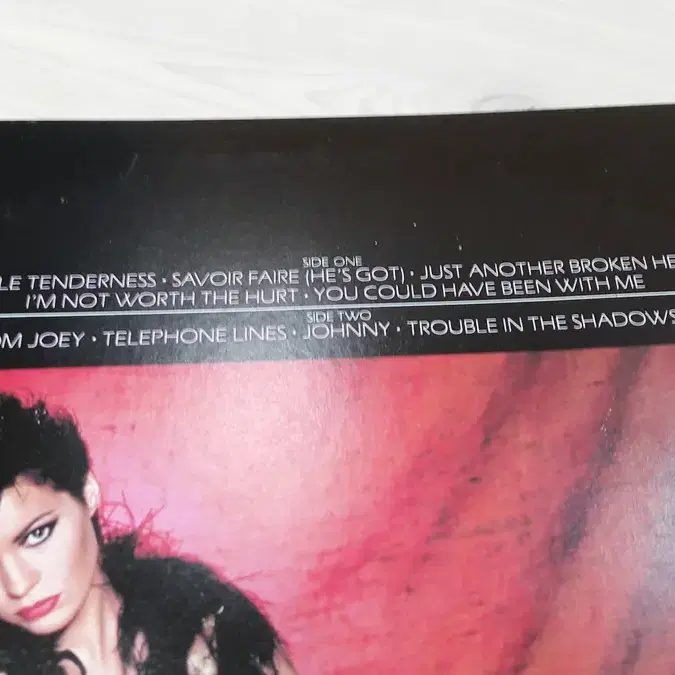 SIDE ONE
LE TENDERNESS • SAVOIR FAIRE (HE'S GOT) • JUST ANOTHER BROKEN HE
I'M NOT WORTH THE HURT • YOU COULD HAVE BEEN WITH ME
SIDE TWO
OM JOEY • TELEPHONE LINES • JOHNNY • TROUBLE IN THE SHADOWS